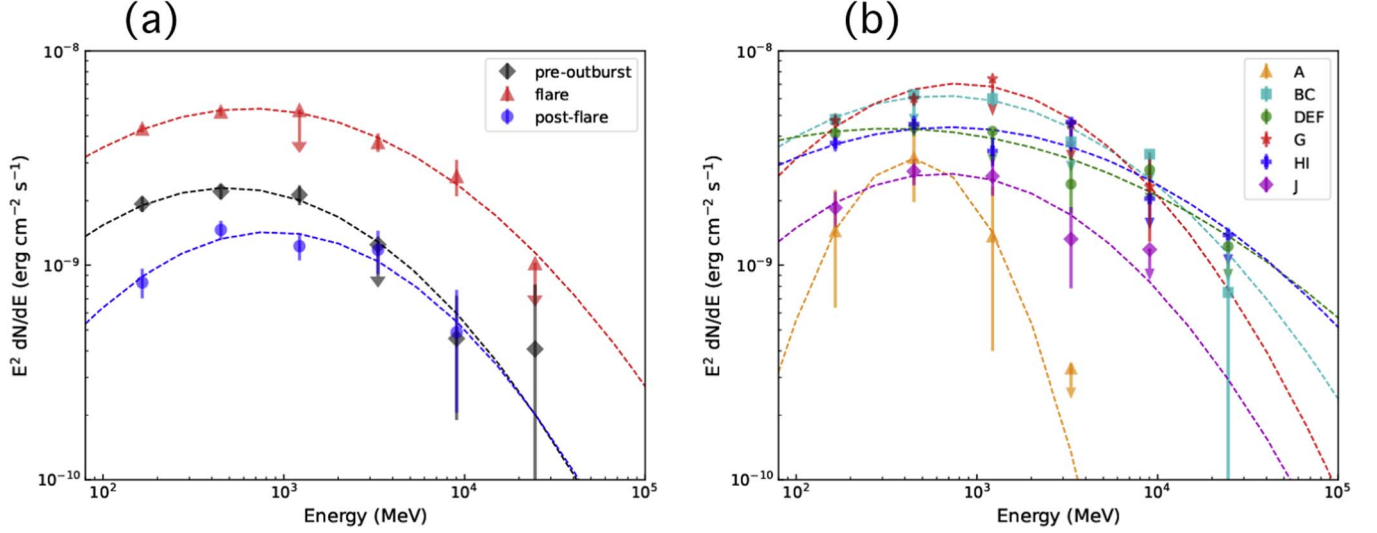 (a)
(b)
10⁻⁸
10⁻⁹
10⁻¹⁰
E² dN/dE (erg cm⁻² s⁻¹)
pre-outburst
flare
post-flare
10²
10³
10⁴
10⁵
Energy (MeV)
10⁻⁸
10⁻⁹
10⁻¹⁰
E² dN/dE (erg cm⁻² s⁻¹)
A
BC
DEF
G
HI
J
10²
10³
10⁴
10⁵
Energy (MeV)